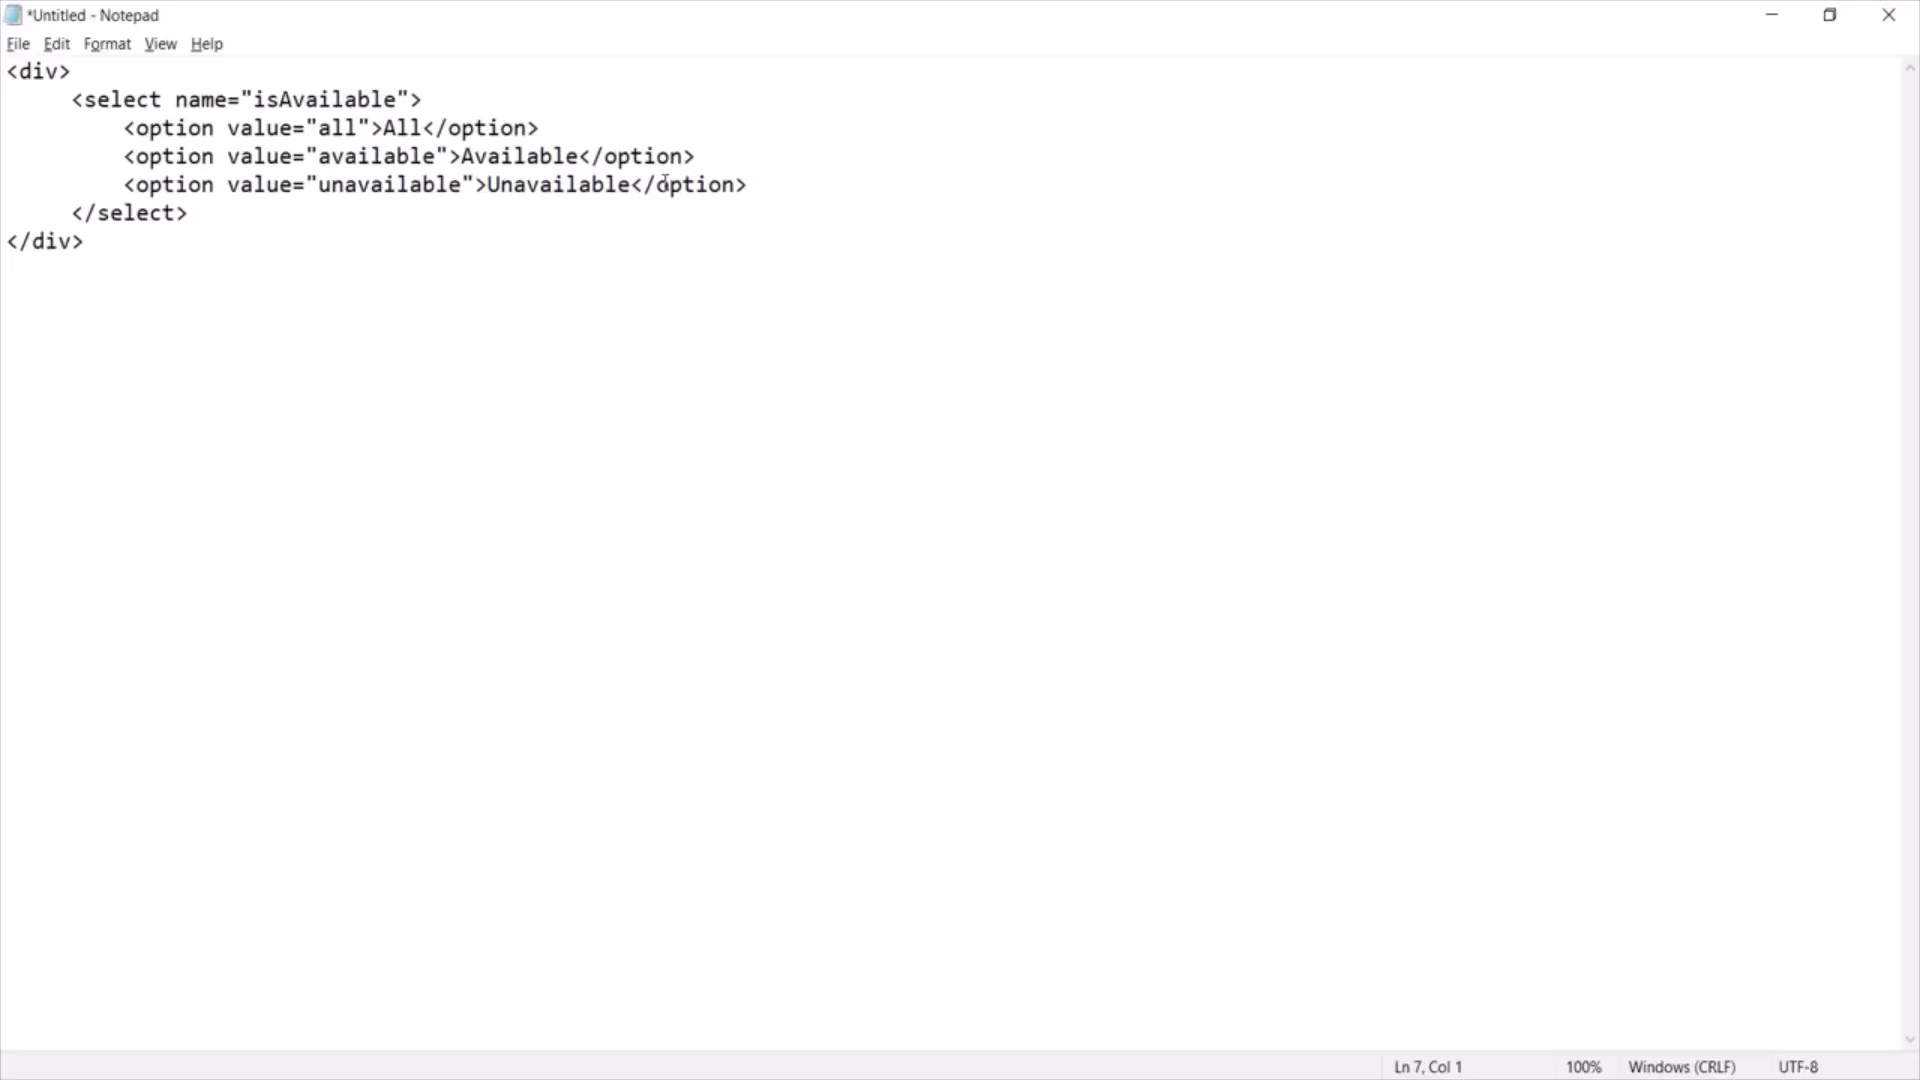 *Untitled - Notepad
File Edit Format View Help
<div>
<select name="isAvailable">
<option value="all">All</option>
<option value="available">Available</option>
<option value="unavailable">Unavailable</option>
</select>
</div>
Ln 7, Col 1 100% Windows (CRLF) UTF-8